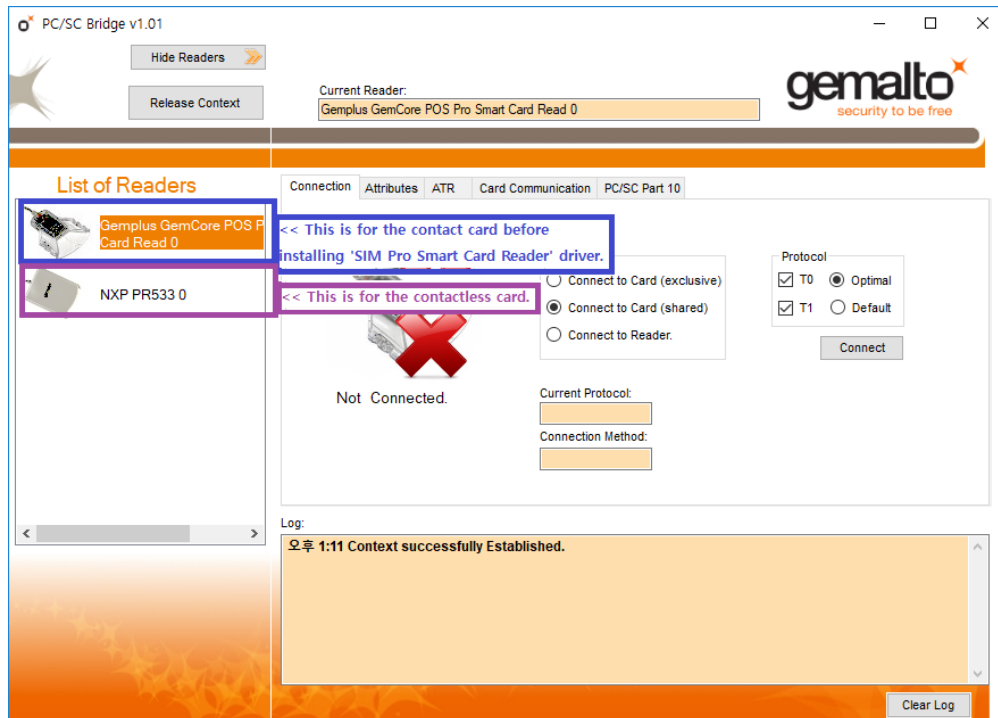 PC/SC Bridge v1.01
Hide Readers
Release Context
Current Reader:
Gemplus GemCore POS Pro Smart Card Read 0
gemalto
security to be free
List of Readers
Gemplus GemCore POS P
Card Read 0
NXP PR533 0
Connection Attributes ATR Card Communication PC/SC Part 10
<< This is for the contact card before
installing 'SIM Pro Smart Card Reader' driver.
<< This is for the contactless card.
Connect to Card (exclusive)
Connect to Card (shared)
Connect to Reader.
Protocol
T0 Optimal
T1 Default
Connect
Not Connected.
Current Protocol:
Connection Method:
Log:
오후 1:11 Context successfully Established.
Clear Log